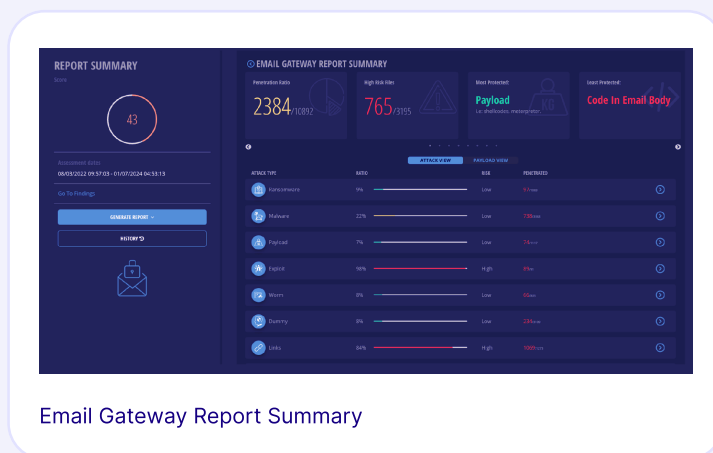 REPORT SUMMARY
Score
43
Assessment Dates
08/03/2022 09:57:03 - 01/07/2024 04:53:13
Go To Findings
GENERATE REPORT
HISTORY
EMAIL GATEWAY REPORT SUMMARY
Penetration Ratio
2384/10892
High Risk Files
765/3195
Most Protected:
Payload
i.e: shellcodes, meterpreter.
KG
Least Protected:
Code In Email Body
ATTACK VIEW PAYLOAD VIEW
ATTACK TYPE RATIO RISK PENETRATED
Ransomware 9% Low
Malware 22% Low
Payload 7% Low
Exploit 98% High
Worm 8% Low
Dummy 8% Low
Links 84% High
Email Gateway Report Summary